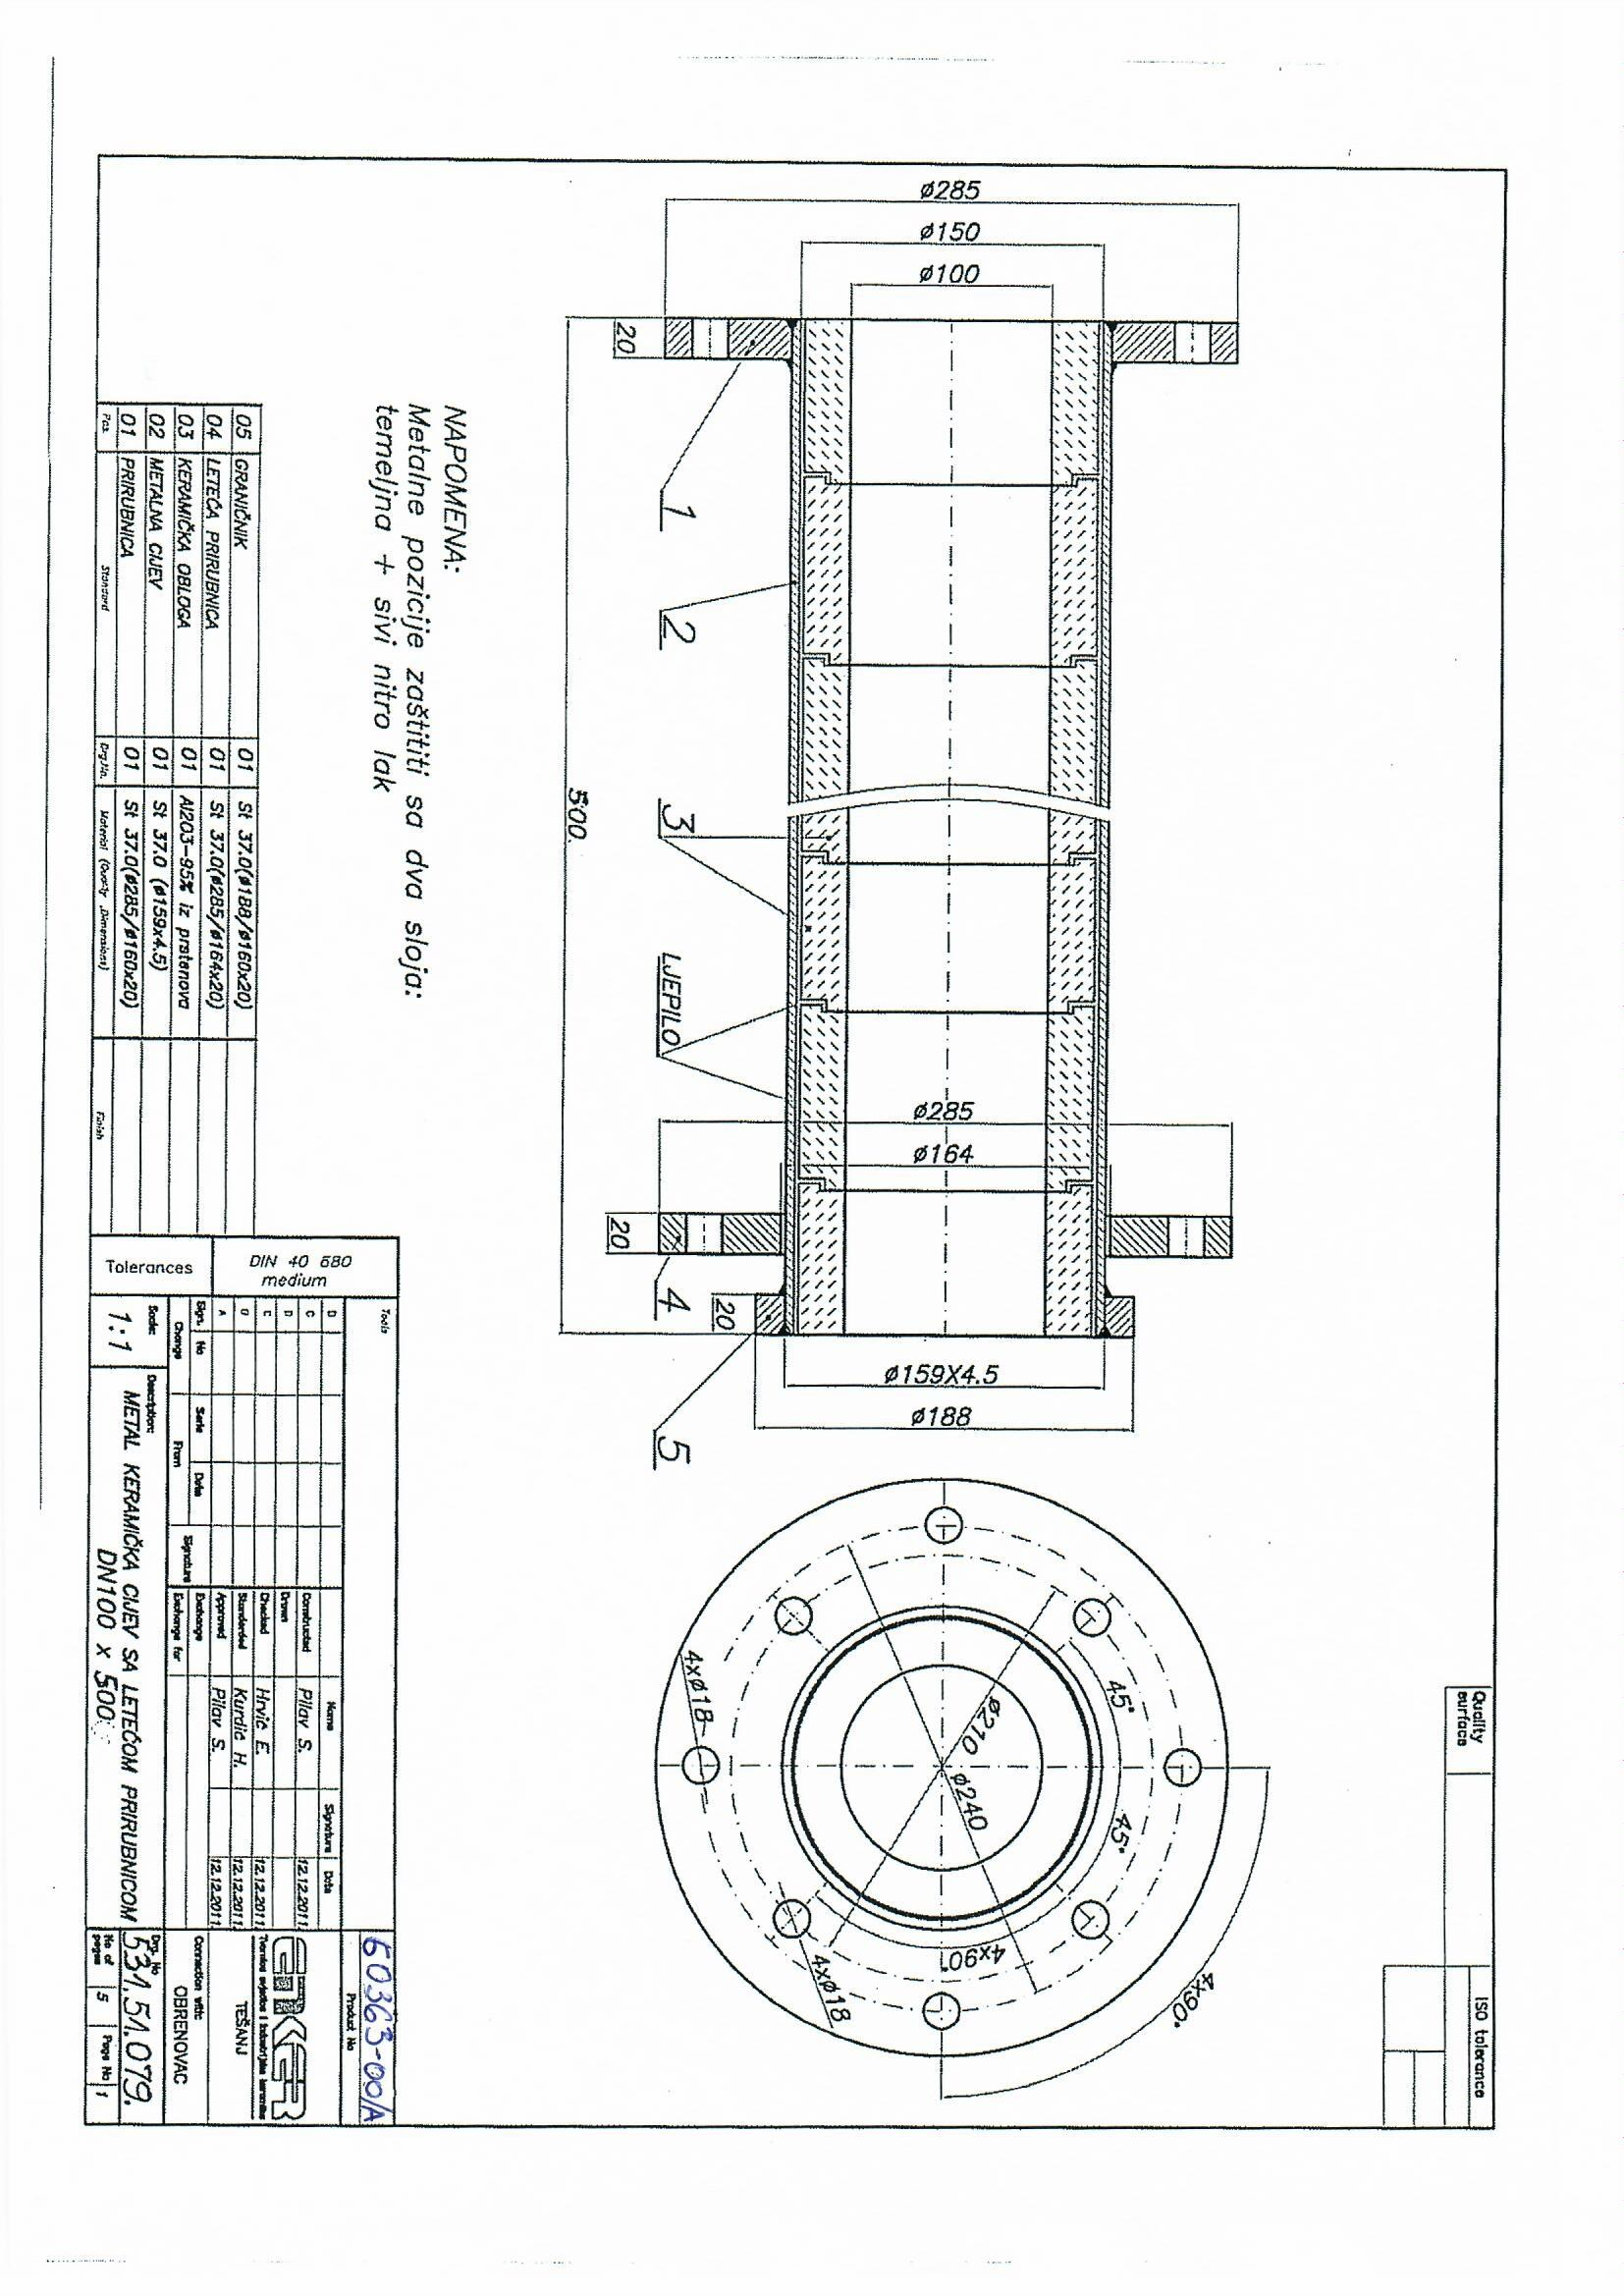 Quality
surface
ISO tolerance
ø285
ø150
ø100
20
1
2
3
LJEPILO
ø285
ø164
20
4
20
5
500
ø159X4.5
ø188
ø210
ø240
45°
45°
4x90°
4x90°
4xø18
4xø18
NAPOMENA:
Metalne pozicije zaštititi sa dva sloja:
temeljna + sivi nitro lak
05 GRANIČNIK 01 St 37.0(ø188/ø160x20)
04 LETEĆA PRIRUBNICA 01 St 37.0(ø285/ø164x20)
03 KERAMIČKA OBLOGA 01 Al2O3-95% iz prstenova
02 METALNA CIJEV 01 St 37.0 (ø159x4.5)
01 PRIRUBNICA 01 St 37.0(ø285/ø160x20)
Poz. Standard Drg.No. Material (Quality ,Dimensions) Finish
DIN 40 680
medium
Tolerances
Tools
D
C
D
C
A
Sign. No Serie Date Signature
Change From
Name Signature Date
Constructed Pilav S. 12.12.2011.
Drawn
Checked Hrvic E. 12.12.2011.
Standarded Kurdic H. 12.12.2011.
Approved Pilav S. 12.12.2011.
Exchange
Exchange for
60363-00/A
Product No
ENKER
TEŠANJ
Connection with:
OBRENOVAC
Scale:
1:1
Description:
METAL KERAMIČKA CIJEV SA LETEĆOM PRIRUBNICOM
DN100 x 500
Drg. No
531.51.079.
No of
pages 5 Page No 1